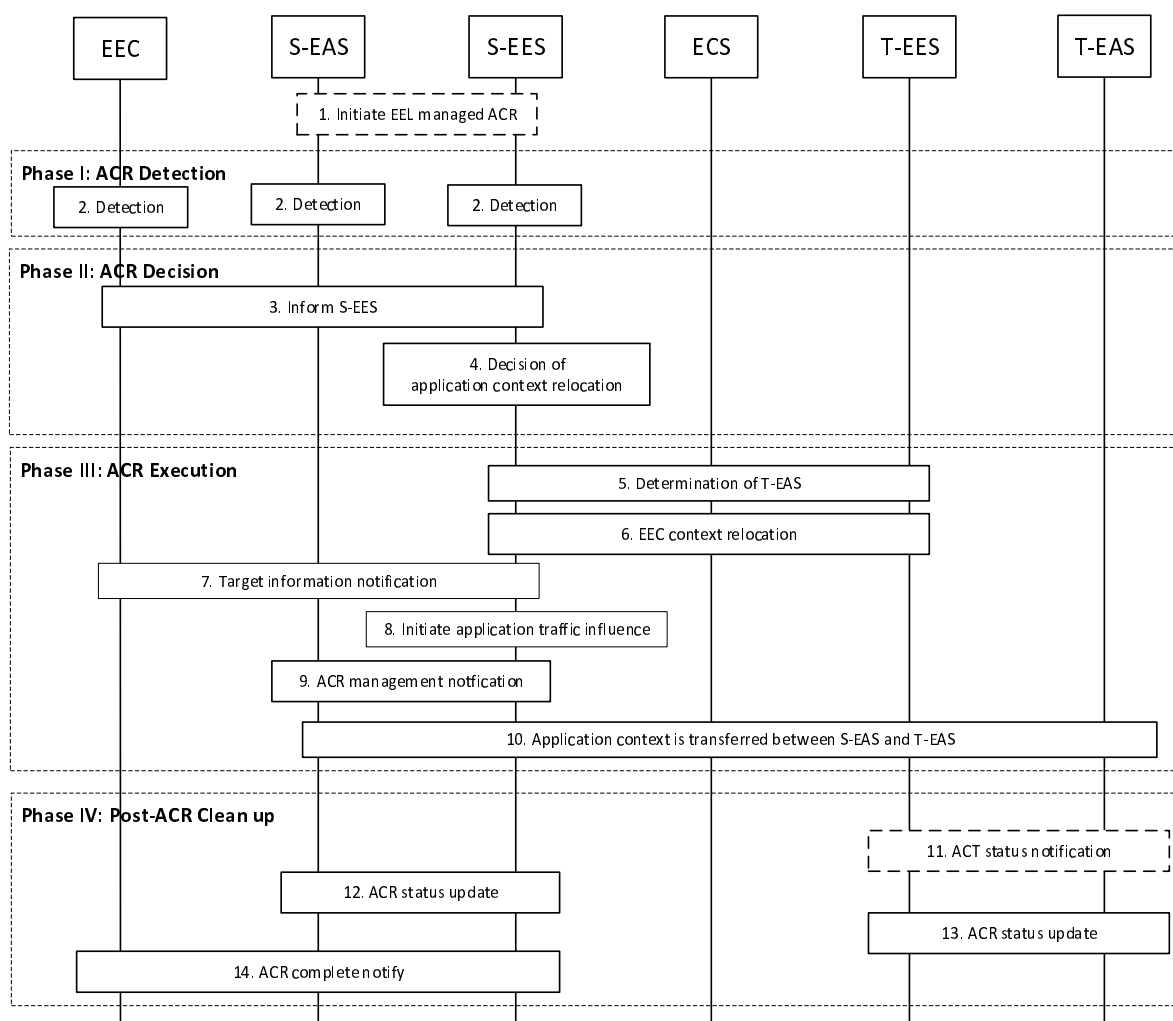 EEC
S-EAS
S-EES
ECS
T-EES
T-EAS
1. Initiate EEL managed ACR
Phase I: ACR Detection
2. Detection
2. Detection
2. Detection
Phase II: ACR Decision
3. Inform S-EES
4. Decision of
application context relocation
Phase III: ACR Execution
5. Determination of T-EAS
6. EEC context relocation
7. Target information notification
8. Initiate application traffic influence
9. ACR management notfication
10. Application context is transferred between S-EAS and T-EAS
Phase IV: Post-ACR Clean up
11. ACT status notification
12. ACR status update
13. ACR status update
14. ACR complete notify